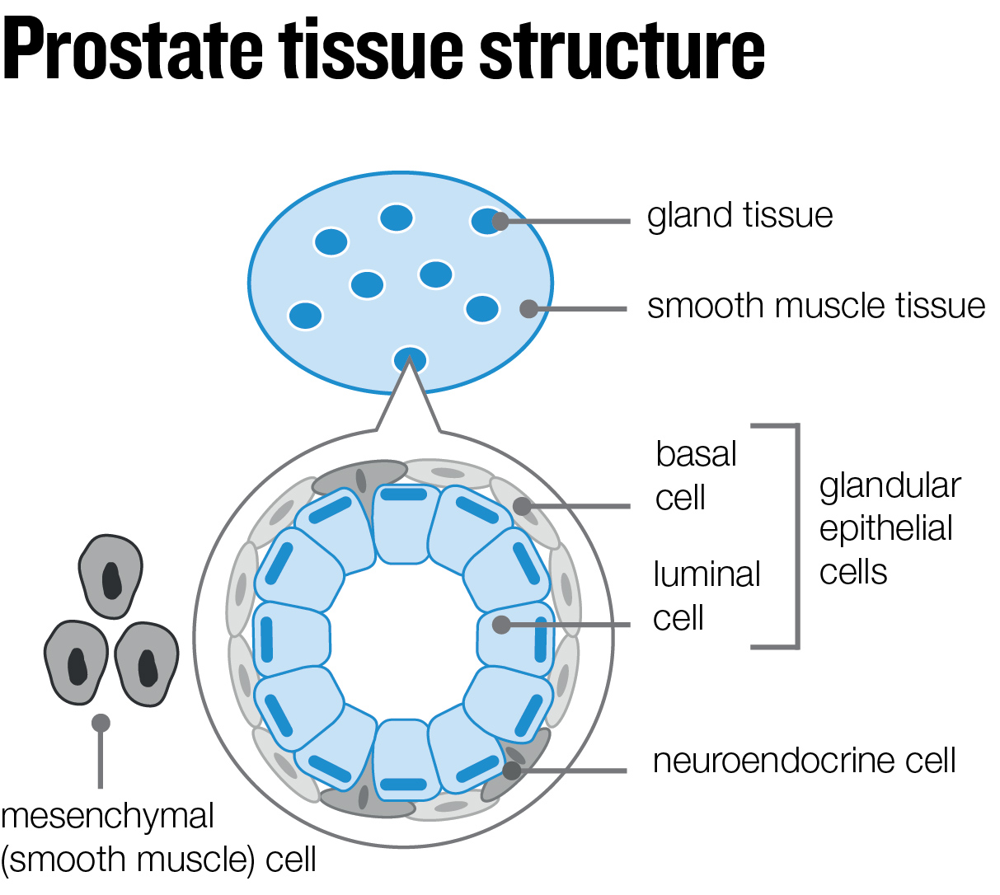 Prostate tissue structure
gland tissue
smooth muscle tissue
basal
cell
luminal
cell
glandular
epithelial
cells
neuroendocrine cell
mesenchymal
(smooth muscle) cell